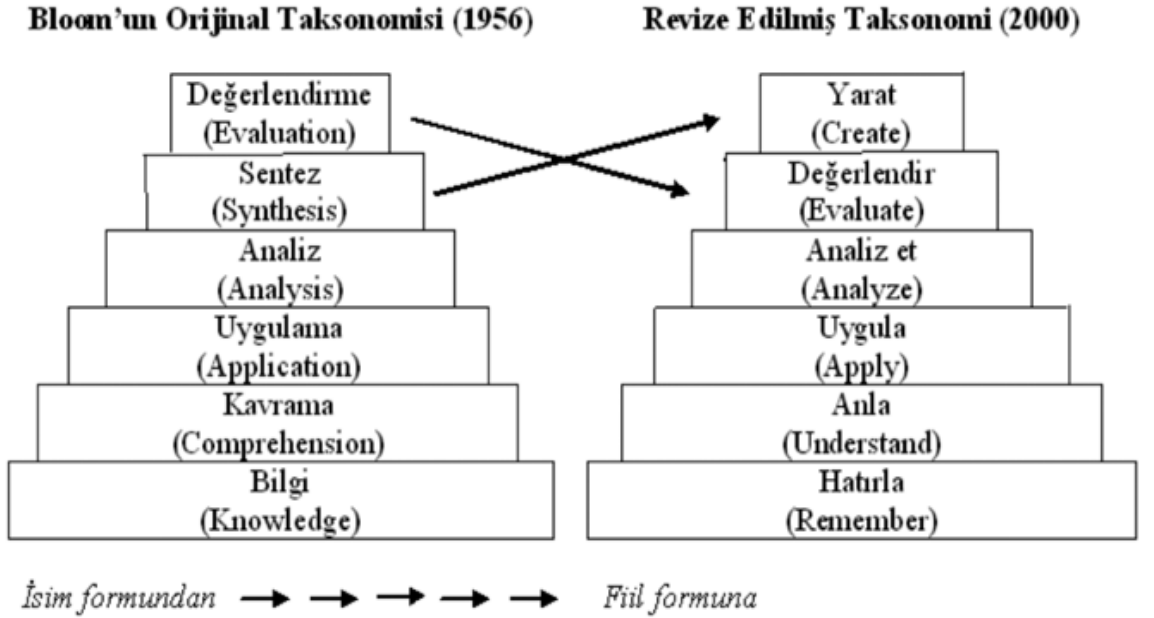 Bloom'un Orijinal Taksonomisi (1956)
Değerlendirme
(Evaluation)
Sentez
(Synthesis)
Analiz
(Analysis)
Uygulama
(Application)
Kavrama
(Comprehension)
Bilgi
(Knowledge)
Revize Edilmiş Taksonomi (2000)
Yarat
(Create)
Değerlendir
(Evaluate)
Analiz et
(Analyze)
Uygula
(Apply)
Anla
(Understand)
Hatırla
(Remember)
İsim formundan
Fiil formuna